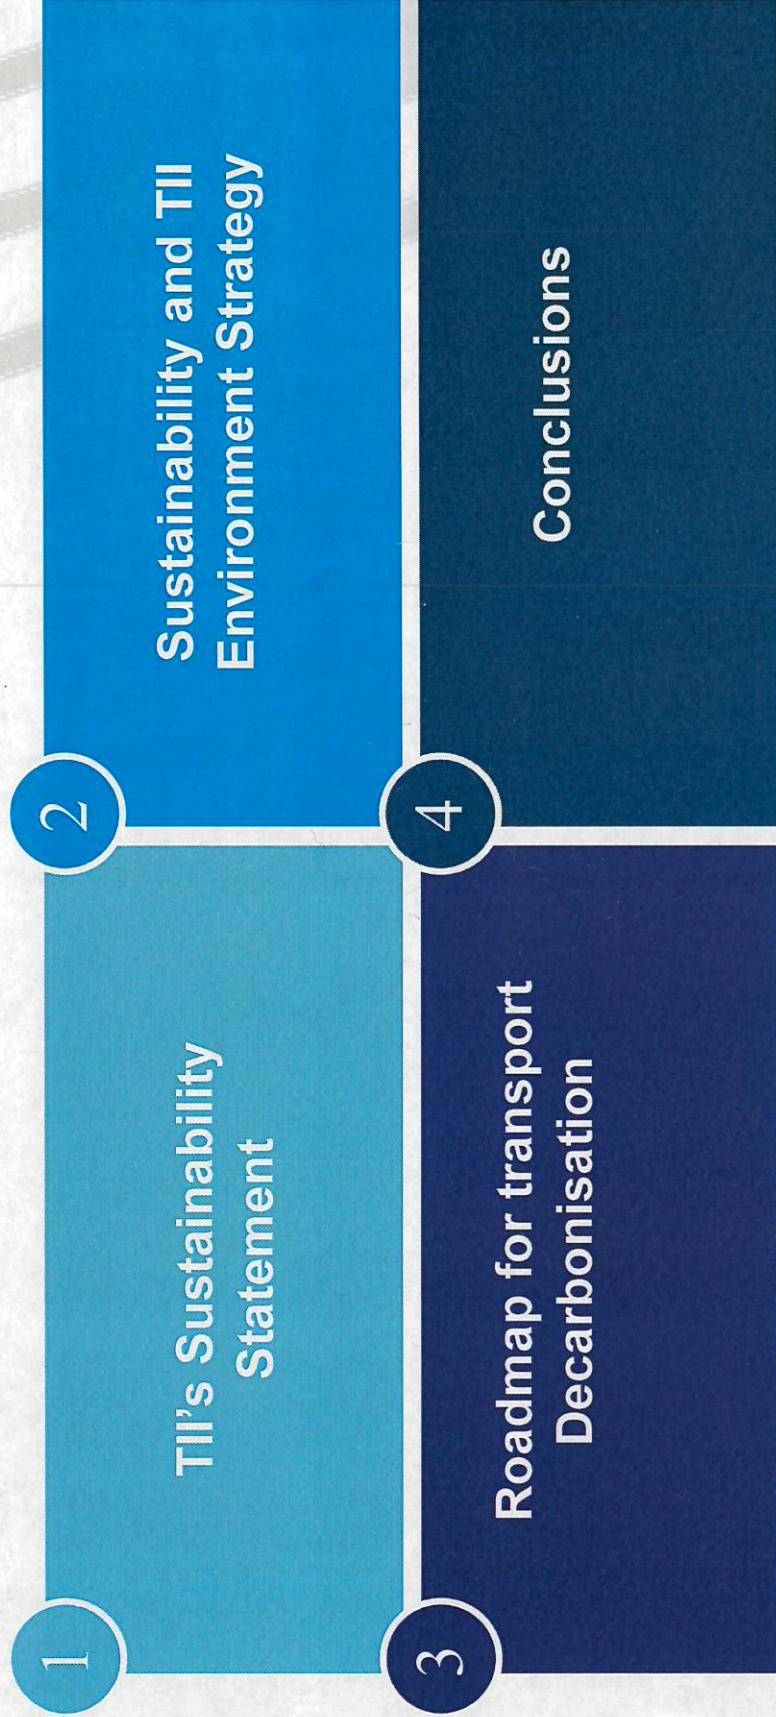 1
TII's Sustainability
Statement
2
Sustainability and TII
Environment Strategy
3
Roadmap for transport
Decarbonisation
4
Conclusions